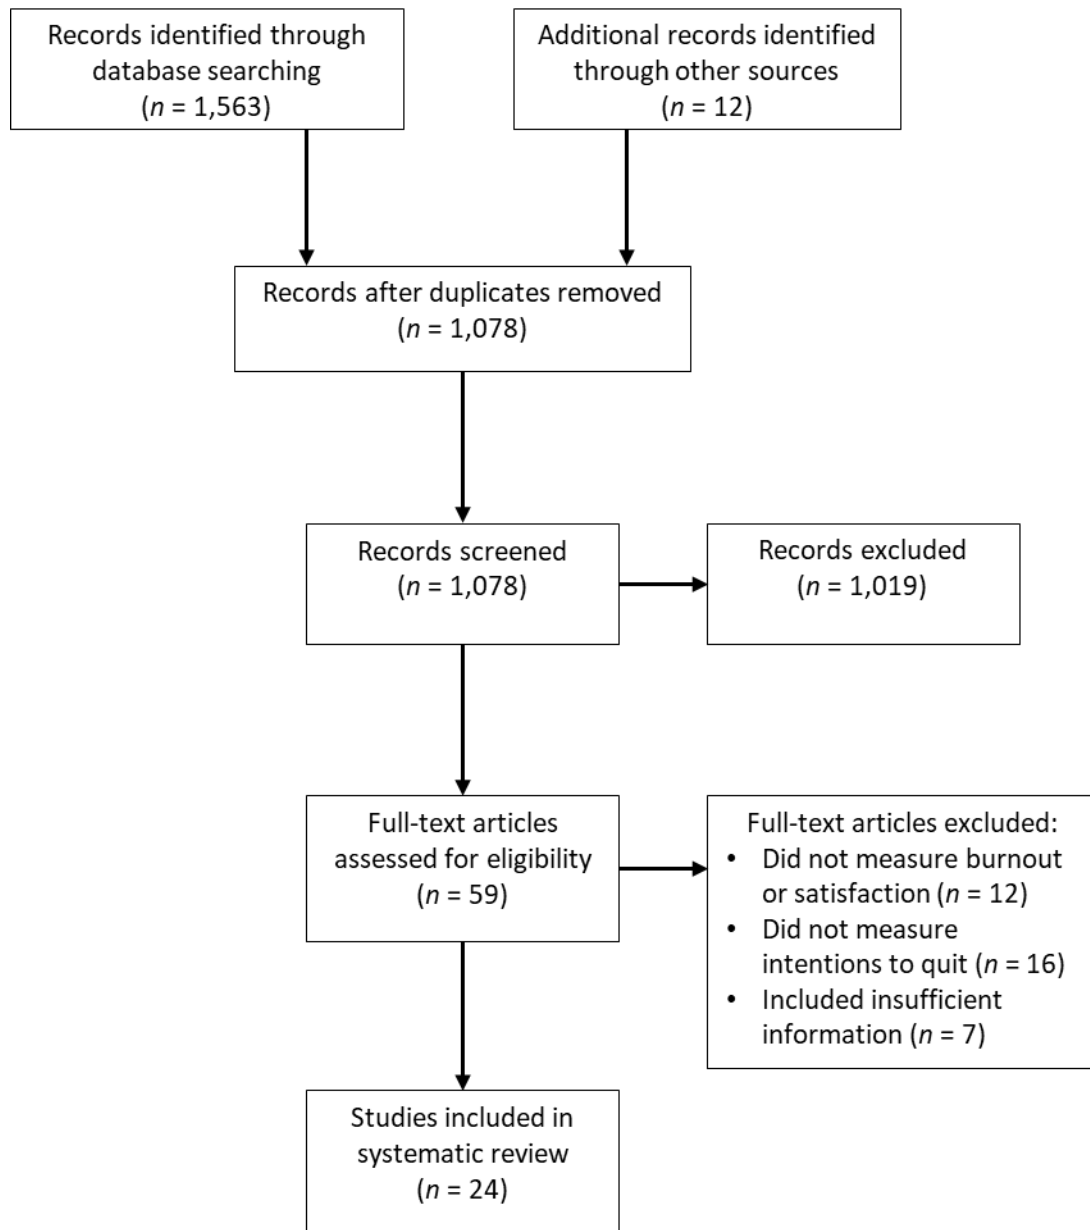 Records identified through
database searching
(n = 1,563)
Additional records identified
through other sources
(n = 12)
Records after duplicates removed
(n = 1,078)
Records screened
(n = 1,078)
Records excluded
(n = 1,019)
Full-text articles
assessed for eligibility
(n = 59)
Full-text articles excluded:
• Did not measure burnout
or satisfaction (n = 12)
• Did not measure
intentions to quit (n = 16)
• Included insufficient
information (n = 7)
Studies included in
systematic review
(n = 24)